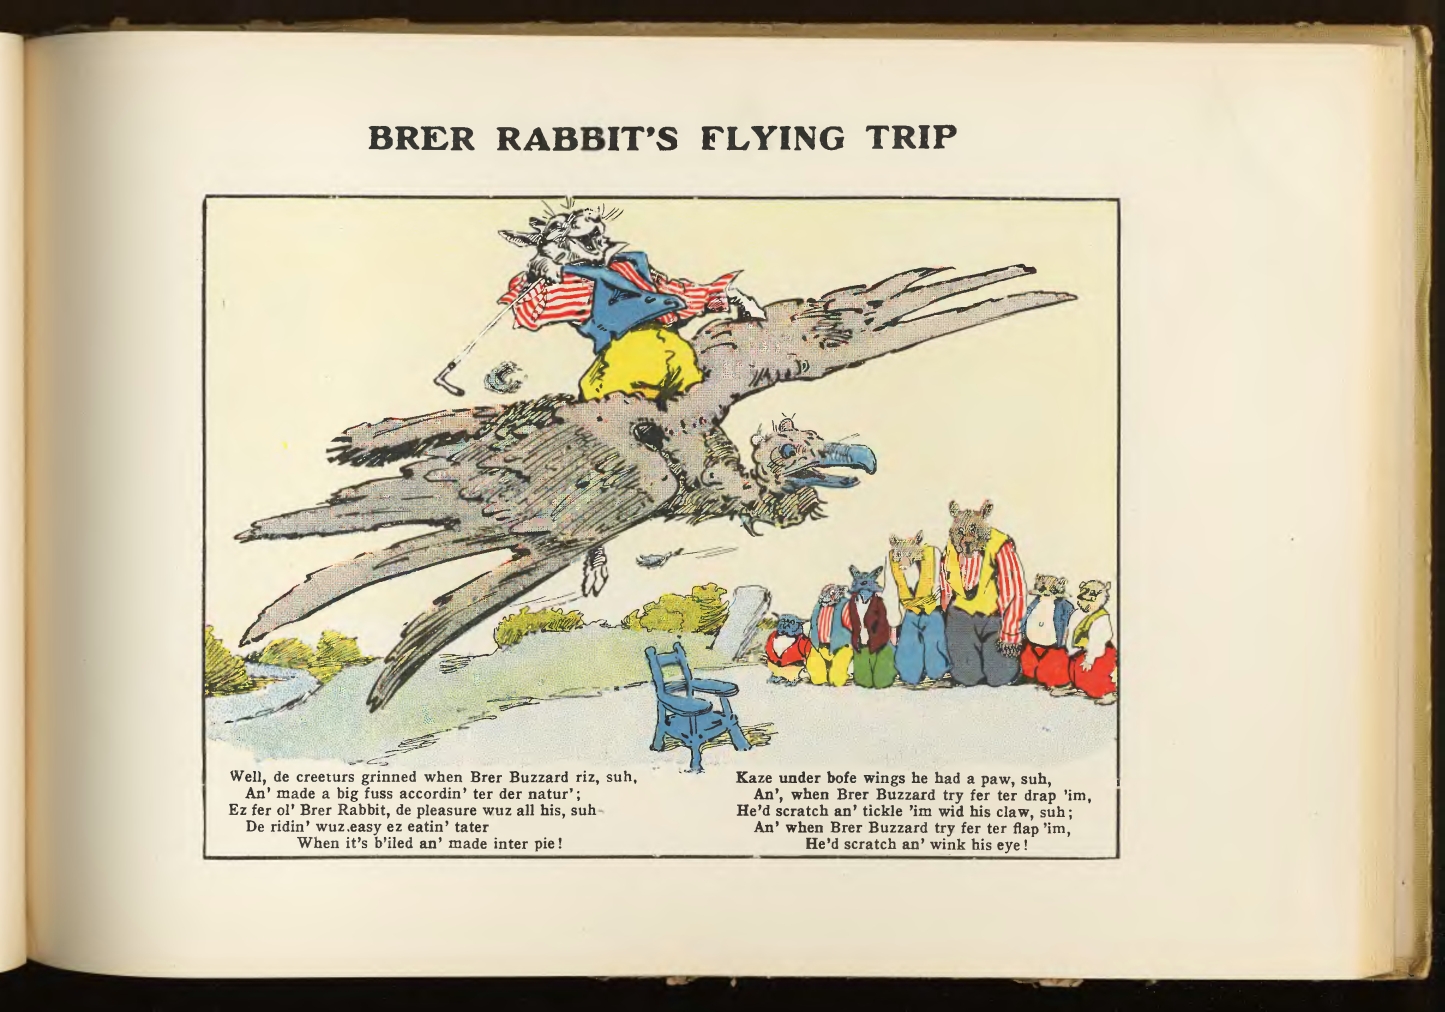 BRER RABBIT'S FLYING TRIP
Well, de creeturs grinned when Brer Buzzard riz, suh,
An' made a big fuss accordin' ter der natur';
Ez fer ol' Brer Rabbit, de pleasure wuz all his, suh
De ridin' wuz easy ez eatin' tater
When it's b'iled an' made inter pie!
Kaze under bofe wings he had a paw, suh,
An', when Brer Buzzard try fer ter drap 'im,
He'd scratch an' tickle 'im wid his claw, suh;
An' when Brer Buzzard try fer ter flap 'im,
He'd scratch an' wink his eye!